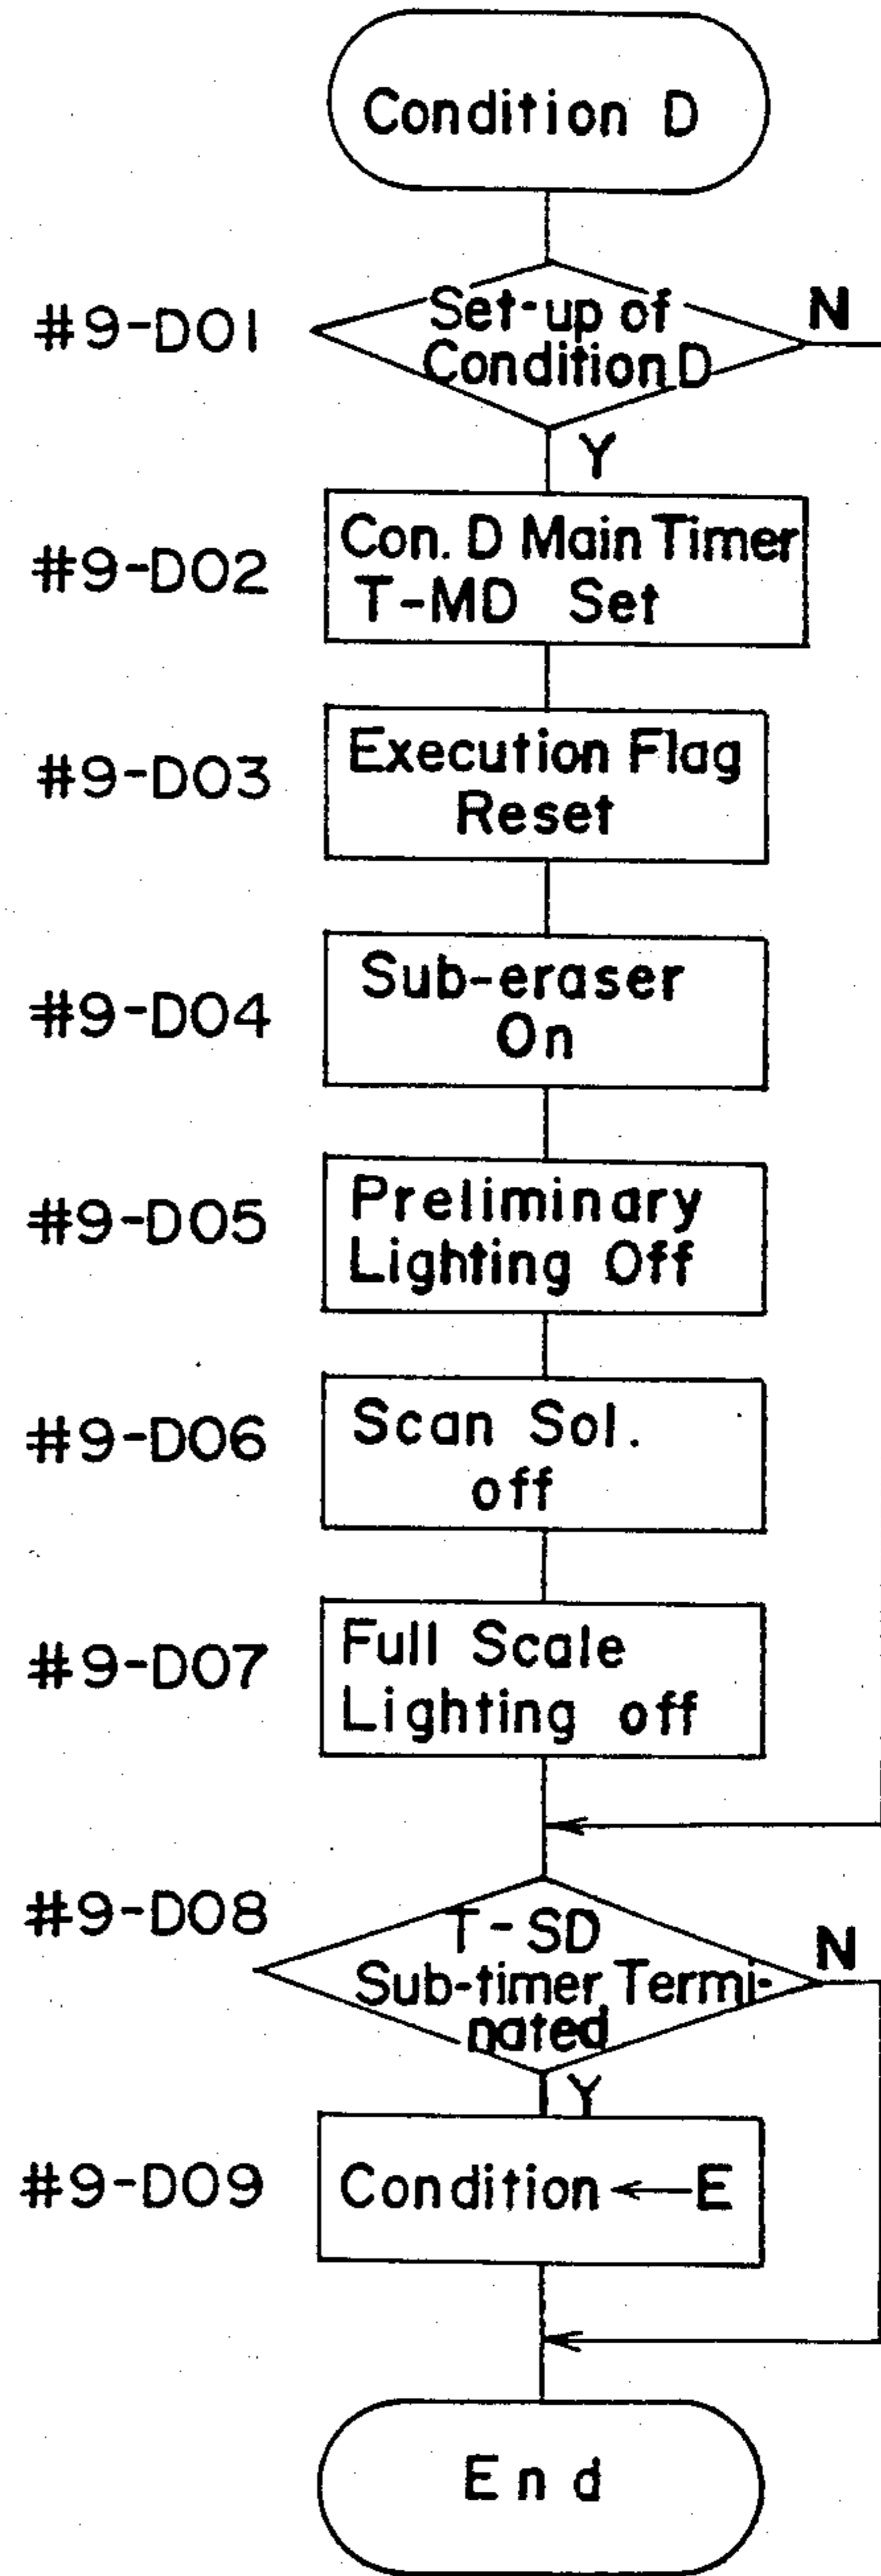 Condition D
#9-D01
Set-up of
Condition D
N
Y
#9-D02
Con. D Main Timer
T-MD Set
#9-D03
Execution Flag
Reset
#9-D04
Sub-eraser
On
#9-D05
Preliminary
Lighting Off
#9-D06
Scan Sol.
off
#9-D07
Full Scale
Lighting off
#9-D08
T-SD
Sub-timer Termi-
nated
N
Y
#9-D09
Condition ← E
End